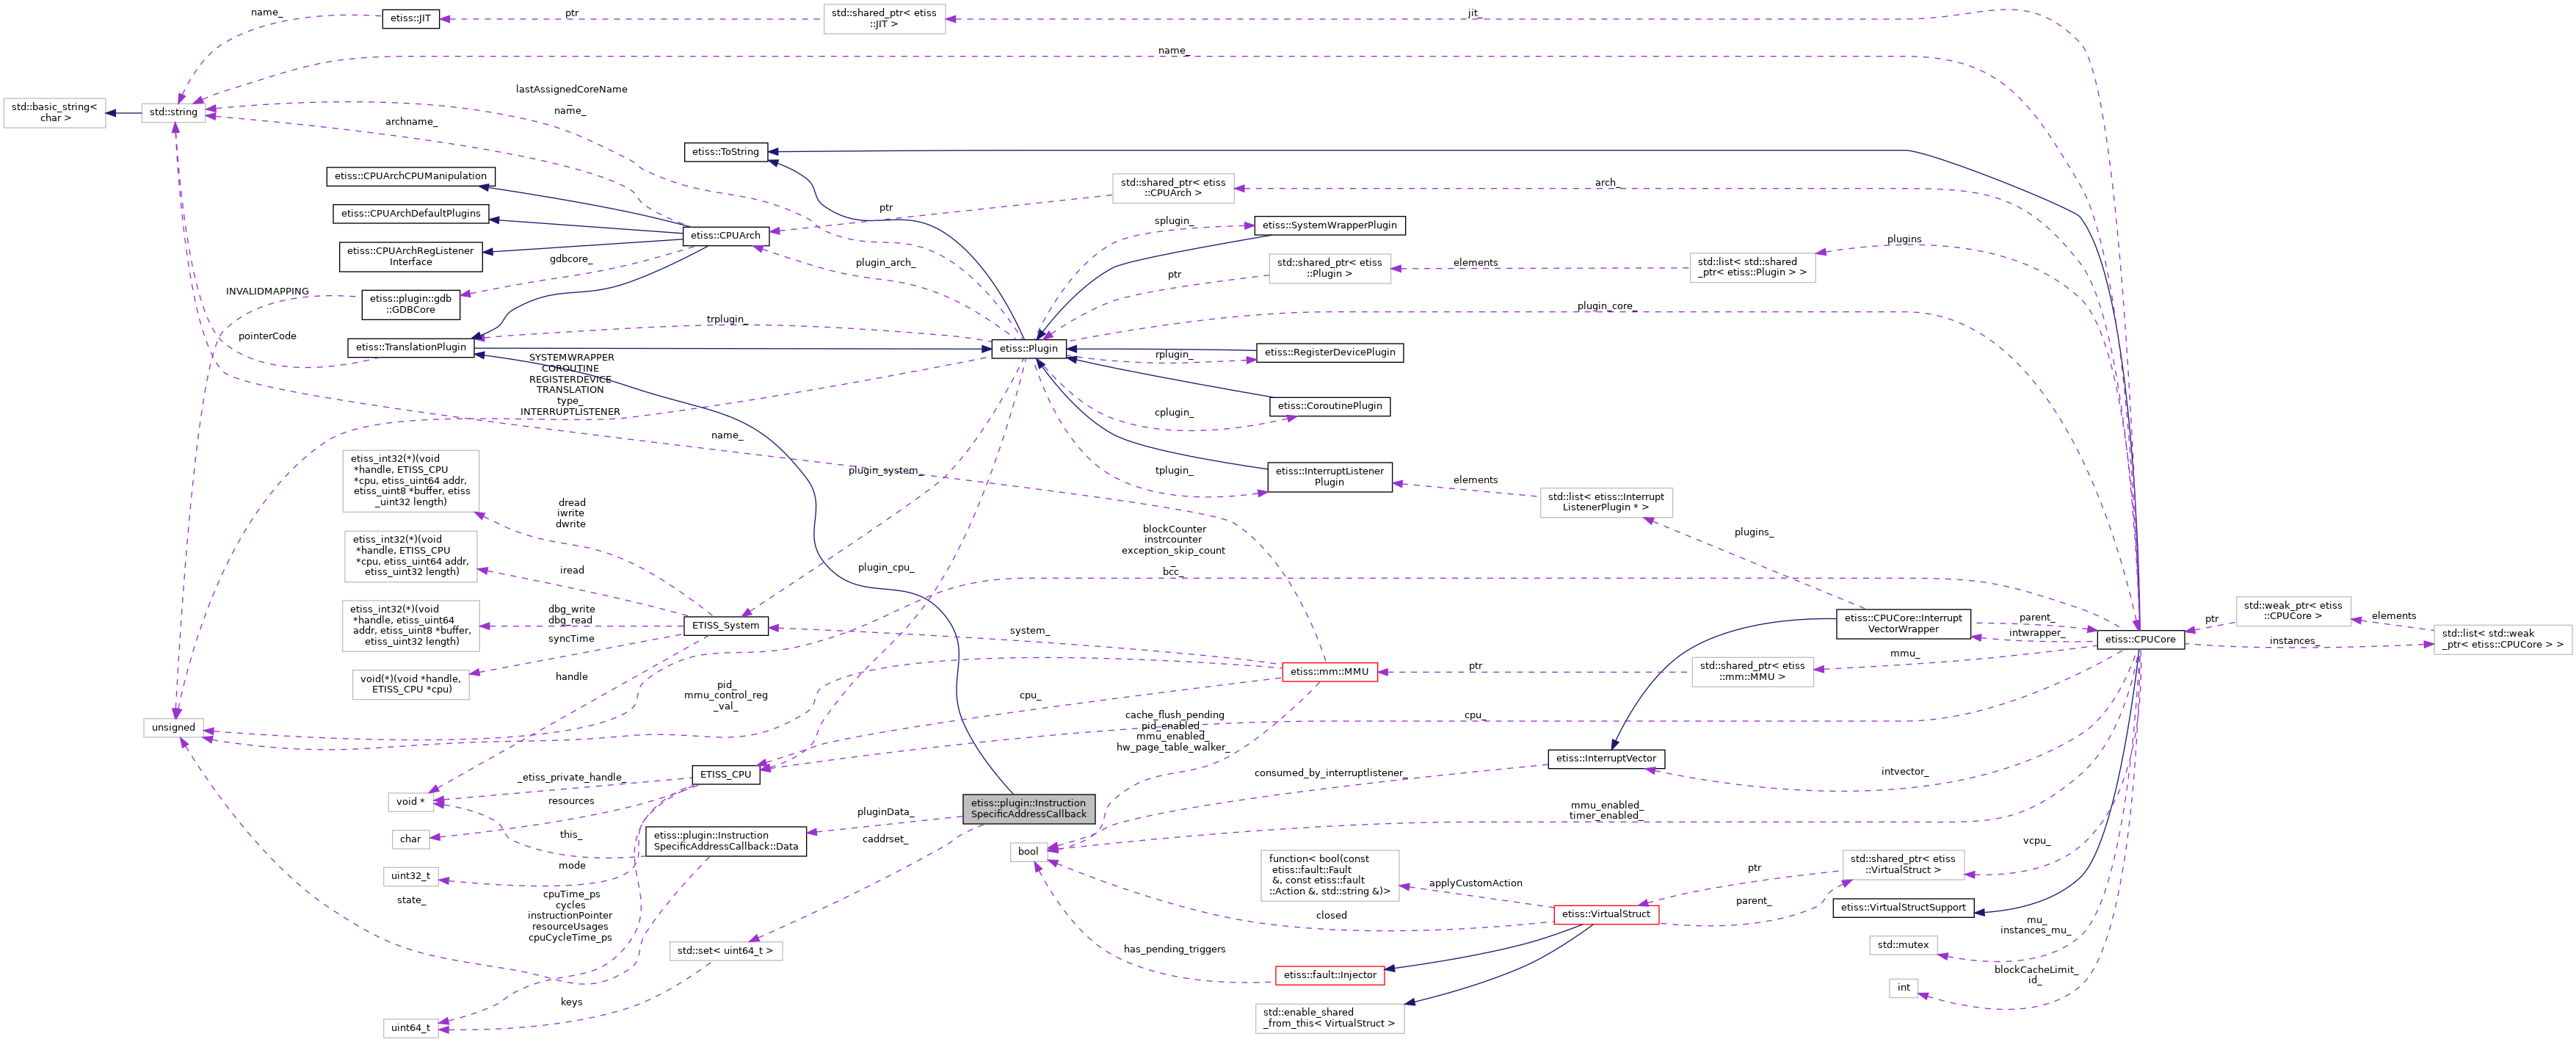 name_
etiss::JIT
ptr
std::shared_ptr< etiss
::JIT >
jit_
name_
std::basic_string<
char >
std::string
lastAssignedCoreName
_
name_
archname_
etiss::ToString
etiss::CPUArchCPUManipulation
etiss::CPUArchDefaultPlugins
etiss::CPUArchRegListener
Interface
etiss::CPUArch
ptr
std::shared_ptr< etiss
::CPUArch >
arch_
gdbcore_
plugin_arch_
splugin_
etiss::SystemWrapperPlugin
plugins
std::shared_ptr< etiss
::Plugin >
elements
std::list< std::shared
_ptr< etiss::Plugin > >
ptr
INVALIDMAPPING
etiss::plugin::gdb
::GDBCore
plugin_core_
trplugin_
pointerCode
etiss::TranslationPlugin
etiss::Plugin
rplugin_
etiss::RegisterDevicePlugin
SYSTEMWRAPPER
COROUTINE
REGISTERDEVICE
TRANSLATION
type_
INTERRUPTLISTENER
cplugin_
etiss::CoroutinePlugin
name_
plugin_system_
tplugin_
etiss::InterruptListener
Plugin
elements
std::list< etiss::Interrupt
ListenerPlugin * >
plugins_
etiss_int32(*)(void
*handle, ETISS_CPU
*cpu, etiss_uint64 addr,
etiss_uint8 *buffer, etiss
_uint32 length)
dread
iwrite
dwrite
etiss_int32(*)(void
*handle, ETISS_CPU
*cpu, etiss_uint64 addr,
etiss_uint32 length)
iread
plugin_cpu_
blockCounter
instrcounter
exception_skip_count
_
bcc_
etiss_int32(*)(void
*handle, etiss_uint64
addr, etiss_uint8 *buffer,
etiss_uint32 length)
dbg_write
dbg_read
ETISS_System
system_
syncTime
void(*)(void *handle,
ETISS_CPU *cpu)
handle
etiss::CPUCore::Interrupt
VectorWrapper
parent_
intwrapper_
etiss::CPUCore
ptr
std::weak_ptr< etiss
::CPUCore >
elements
instances_
std::list< std::weak
_ptr< etiss::CPUCore > >
mmu_
std::shared_ptr< etiss
::mm::MMU >
ptr
etiss::mm::MMU
pid_
mmu_control_reg
_val_
cpu_
unsigned
cache_flush_pending
pid_enabled_
mmu_enabled_
hw_page_table_walker_
cpu_
etiss::InterruptVector
intvector_
consumed_by_interruptlistener_
ETISS_CPU
_etiss_private_handle_
void *
resources
char
this_
etiss::plugin::Instruction
SpecificAddressCallback::Data
pluginData_
etiss::plugin::Instruction
SpecificAddressCallback
caddrset_
mmu_enabled_
timer_enabled_
vcpu_
bool
mode
uint32_t
state_
cpuTime_ps
cycles
instructionPointer
resourceUsages
cpuCycleTime_ps
function< bool(const
etiss::fault::Fault
&, const etiss::fault
::Action &, std::string &)>
applyCustomAction
closed
ptr
std::shared_ptr< etiss
::VirtualStruct >
etiss::VirtualStruct
parent_
etiss::VirtualStructSupport
mu_
instances_mu_
std::mutex
std::set< uint64_t >
has_pending_triggers
etiss::fault::Injector
blockCacheLimit_
id_
int
keys
uint64_t
std::enable_shared
_from_this< VirtualStruct >